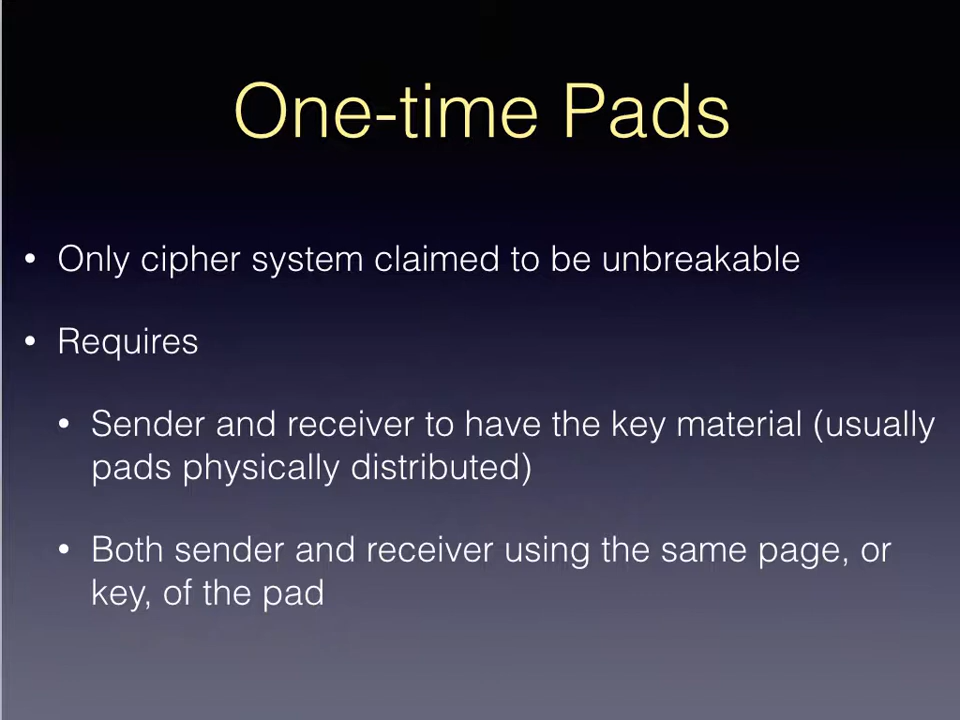 One-time Pads
• Only cipher system claimed to be unbreakable
• Requires
• Sender and receiver to have the key material (usually
pads physically distributed)
• Both sender and receiver using the same page, or
key, of the pad